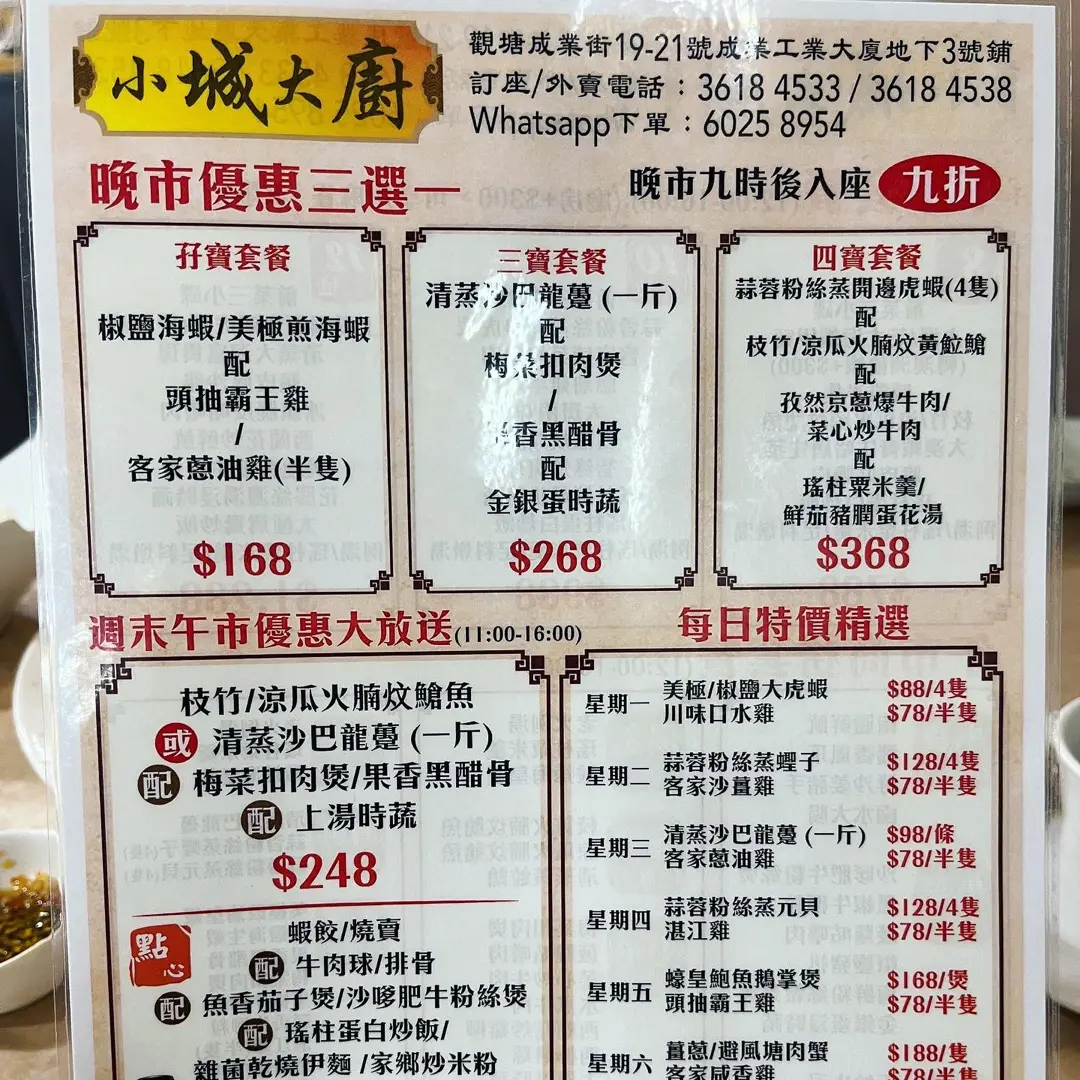 小城大廚
觀塘成業街19-21號成業工業大廈地下3號鋪
訂座/外賣電話：3618 4533 / 3618 4538
Whatsapp下單：6025 8954
晚市優惠三選一
晚市九時後入座 九折
孖寶套餐
椒鹽海蝦/美極煎海蝦
配
頭抽霸王雞
/
客家蔥油雞(半隻)
$168
三寶套餐
清蒸沙巴龍躉 (一斤)
配
梅菜扣肉煲
/
香黑醋骨
配
金銀蛋時蔬
$268
四寶套餐
蒜蓉粉絲蒸開邊虎蝦(4隻)
配
枝竹/涼瓜火腩炆黃䱽鯧
配
孜然京蔥爆牛肉/
菜心炒牛肉
配
瑤柱粟米羹/
鮮茄豬膶蛋花湯
$368
週末午市優惠大放送(11:00-16:00)
枝竹/涼瓜火腩炆鯧魚
或 清蒸沙巴龍躉 (一斤)
配 梅菜扣肉煲/果香黑醋骨
配 上湯時蔬
$248
點心
蝦餃/燒賣
配 牛肉球/排骨
配 魚香茄子煲/沙嗲肥牛粉絲煲
配 瑤柱蛋白炒飯/
雜菌乾燒伊麵 /家鄉炒米粉
每日特價精選
星期一
美極/椒鹽大虎蝦 $88/4隻
川味口水雞 $78/半隻
星期二
蒜蓉粉絲蒸蟶子 $128/4隻
客家沙薑雞 $78/半隻
星期三
清蒸沙巴龍躉 (一斤) $98/條
客家蔥油雞 $78/半隻
星期四
蒜蓉粉絲蒸元貝 $128/4隻
湛江雞 $78/半隻
星期五
蠔皇鮑魚鵝掌煲 $168/煲
頭抽霸王雞 $78/半隻
星期六
薑蔥/避風塘肉蟹 $188/隻
客家咸香雞 $78/半隻